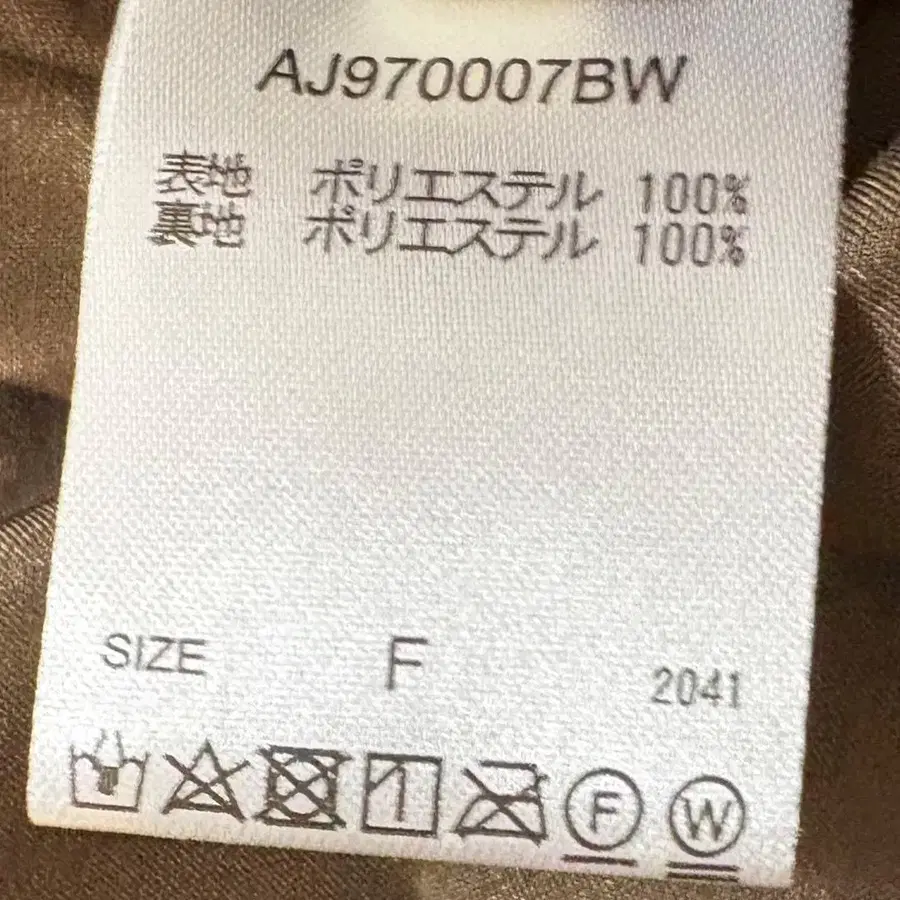 AJ970007BW
表地 ポリエステル 100%
裏地 ポリエステル 100%
SIZE F 2041
F W